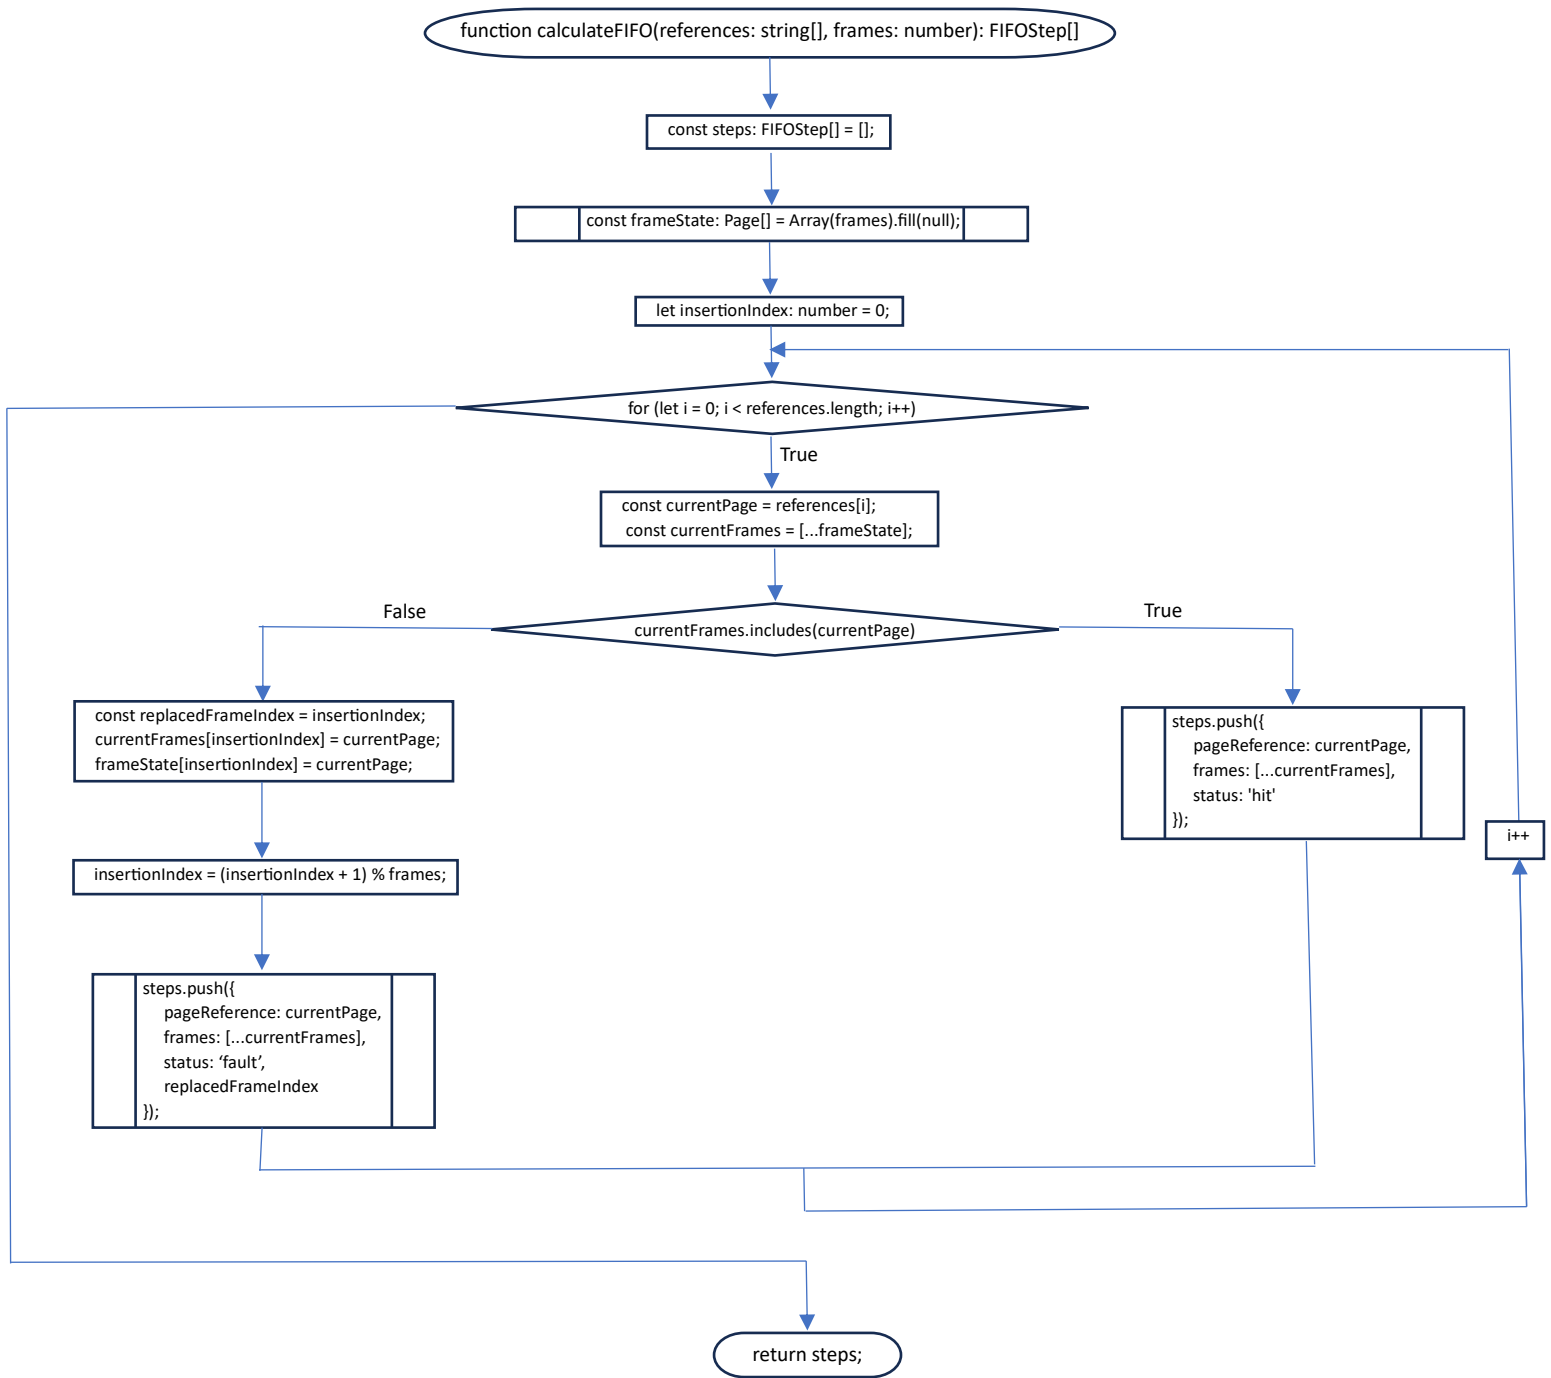 function calculateFIFO(references: string[], frames: number): FIFOStep[]
const steps: FIFOStep[] = [];
const frameState: Page[] = Array(frames).fill(null);
let insertionIndex: number = 0;
for (let i = 0; i < references.length; i++)
True
const currentPage = references[i];
const currentFrames = [...frameState];
currentFrames.includes(currentPage)
False
True
const replacedFrameIndex = insertionIndex;
currentFrames[insertionIndex] = currentPage;
frameState[insertionIndex] = currentPage;
insertionIndex = (insertionIndex + 1) % frames;
steps.push({
pageReference: currentPage,
frames: [...currentFrames],
status: ‘fault’,
replacedFrameIndex
});
steps.push({
pageReference: currentPage,
frames: [...currentFrames],
status: 'hit'
});
i++
return steps;